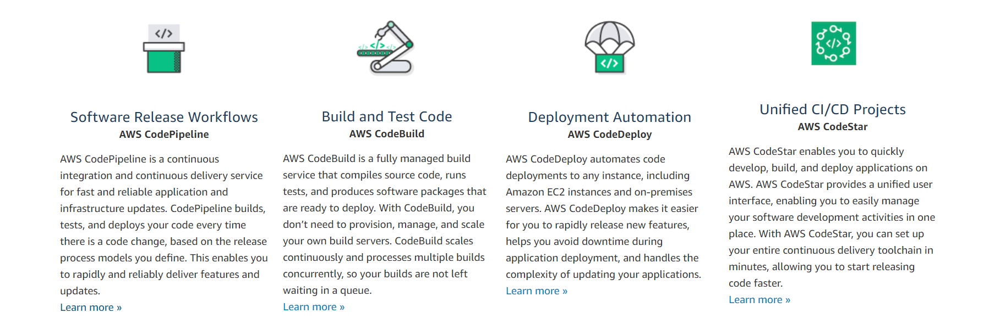 </>
</> </> </>
</>
</>
Software Release Workflows
AWS CodePipeline
AWS CodePipeline is a continuous
integration and continuous delivery service
for fast and reliable application and
infrastructure updates. CodePipeline builds,
tests, and deploys your code every time
there is a code change, based on the release
process models you define. This enables you
to rapidly and reliably deliver features and
updates.
Learn more »
Build and Test Code
AWS CodeBuild
AWS CodeBuild is a fully managed build
service that compiles source code, runs
tests, and produces software packages that
are ready to deploy. With CodeBuild, you
don’t need to provision, manage, and scale
your own build servers. CodeBuild scales
continuously and processes multiple builds
concurrently, so your builds are not left
waiting in a queue.
Learn more »
Deployment Automation
AWS CodeDeploy
AWS CodeDeploy automates code
deployments to any instance, including
Amazon EC2 instances and on-premises
servers. AWS CodeDeploy makes it easier
for you to rapidly release new features,
helps you avoid downtime during
application deployment, and handles the
complexity of updating your applications.
Learn more »
Unified CI/CD Projects
AWS CodeStar
AWS CodeStar enables you to quickly
develop, build, and deploy applications on
AWS. AWS CodeStar provides a unified user
interface, enabling you to easily manage
your software development activities in one
place. With AWS CodeStar, you can set up
your entire continuous delivery toolchain in
minutes, allowing you to start releasing
code faster.
Learn more »